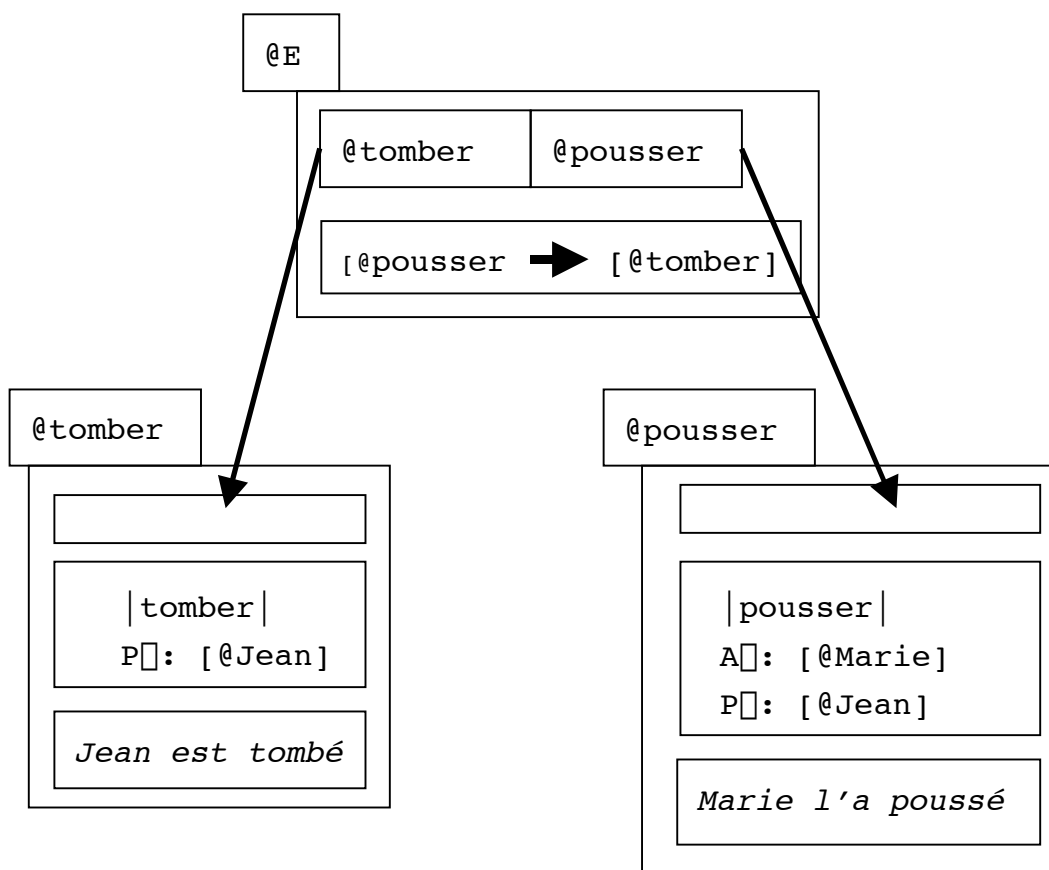 @E
@tomber @pousser
[@pousser ➡ [@tomber]
@tomber
│tomber│
P□: [@Jean]
Jean est tombé
@pousser
│pousser│
A□: [@Marie]
P□: [@Jean]
Marie l'a poussé